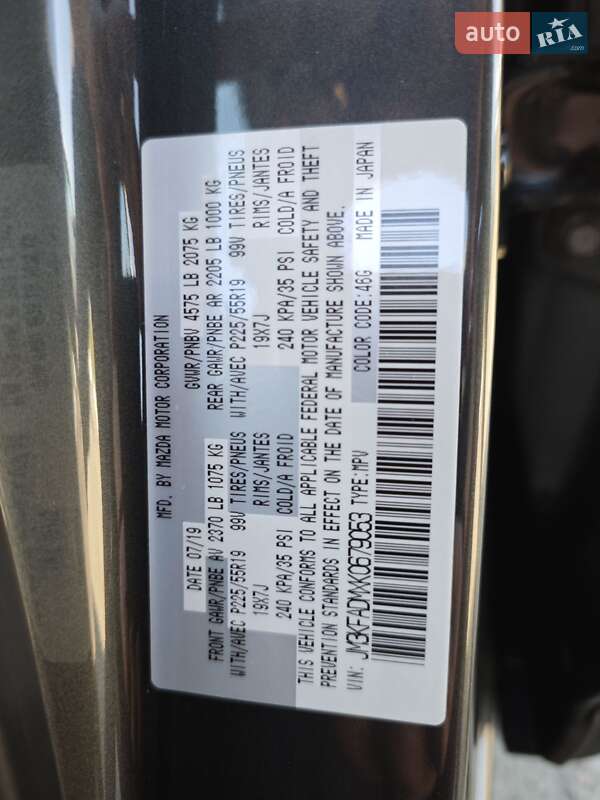 auto RIA.com
MFD. BY MAZDA MOTOR CORPORATION
DATE 07/19 GVWR/PNBV 4575 LB 2075 KG
FRONT GAWR/PNBE AV 2370 LB 1075 KG REAR GAWR/PNBE AR 2205 LB 1000 KG
WITH/AVEC P225/55R19 99V TIRES/PNEUS WITH/AVEC P225/55R19 99V TIRES/PNEUS
19X7J RIMS/JANTES 19X7J RIMS/JANTES
240 KPA/35 PSI COLD/A FROID 240 KPA/35 PSI COLD/A FROID
THIS VEHICLE CONFORMS TO ALL APPLICABLE FEDERAL MOTOR VEHICLE SAFETY AND THEFT
PREVENTION STANDARDS IN EFFECT ON THE DATE OF MANUFACTURE SHOWN ABOVE.
VIN: JM3KFADMXK0679053 TYPE:MPV COLOR CODE:46G MADE IN JAPAN